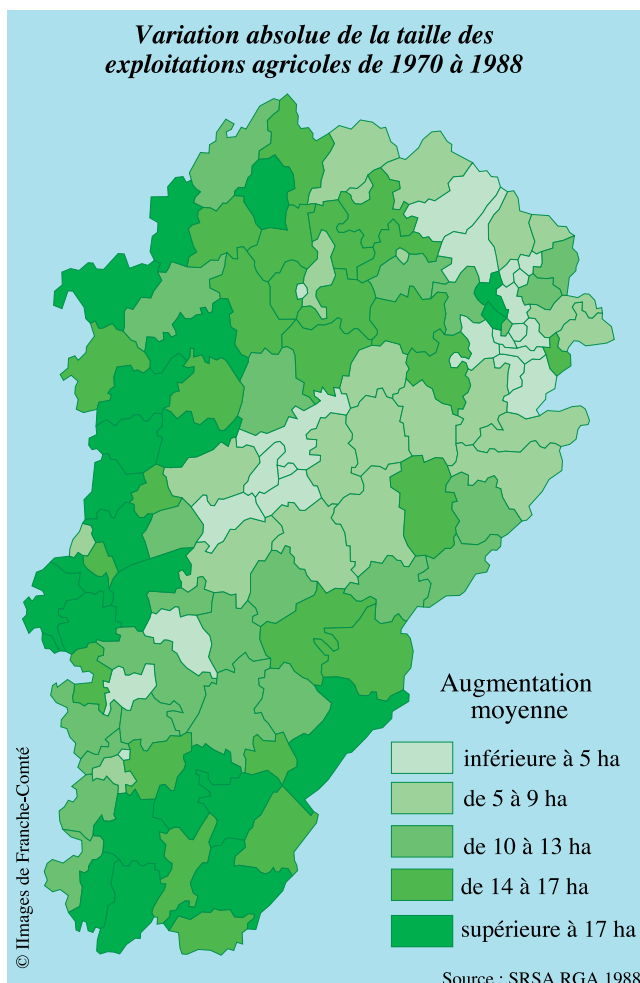 Variation absolue de la taille des
exploitations agricoles de 1970 à 1988
Augmentation
moyenne
inférieure à 5 ha
de 5 à 9 ha
de 10 à 13 ha
de 14 à 17 ha
supérieure à 17 ha
© IImages de Franche-Comté
Source : SRSA RGA 1988